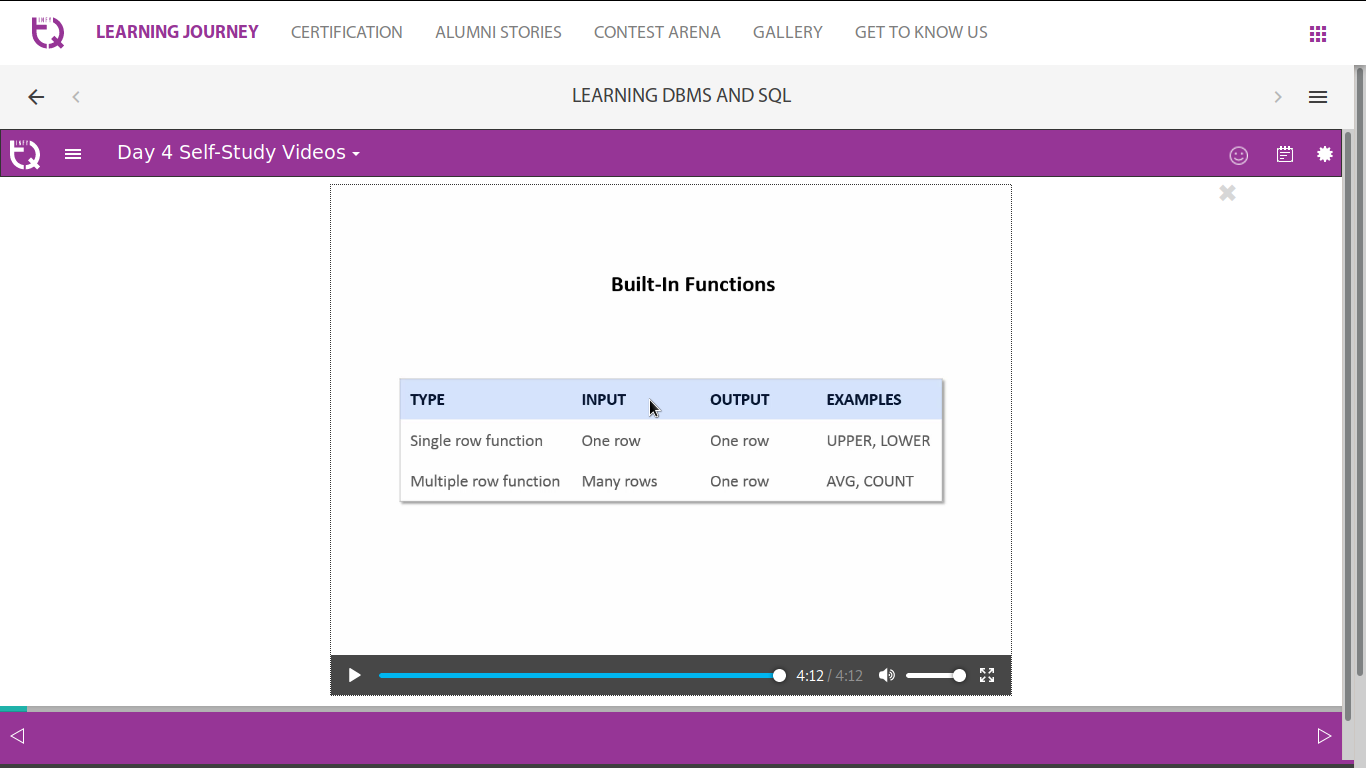 INFY
TQ
LEARNING JOURNEY CERTIFICATION ALUMNI STORIES CONTEST ARENA GALLERY GET TO KNOW US
LEARNING DBMS AND SQL
INFY
TQ
Day 4 Self-Study Videos
Built-In Functions
TYPE INPUT OUTPUT EXAMPLES
Single row function One row One row UPPER, LOWER
Multiple row function Many rows One row AVG, COUNT
4:12 / 4:12